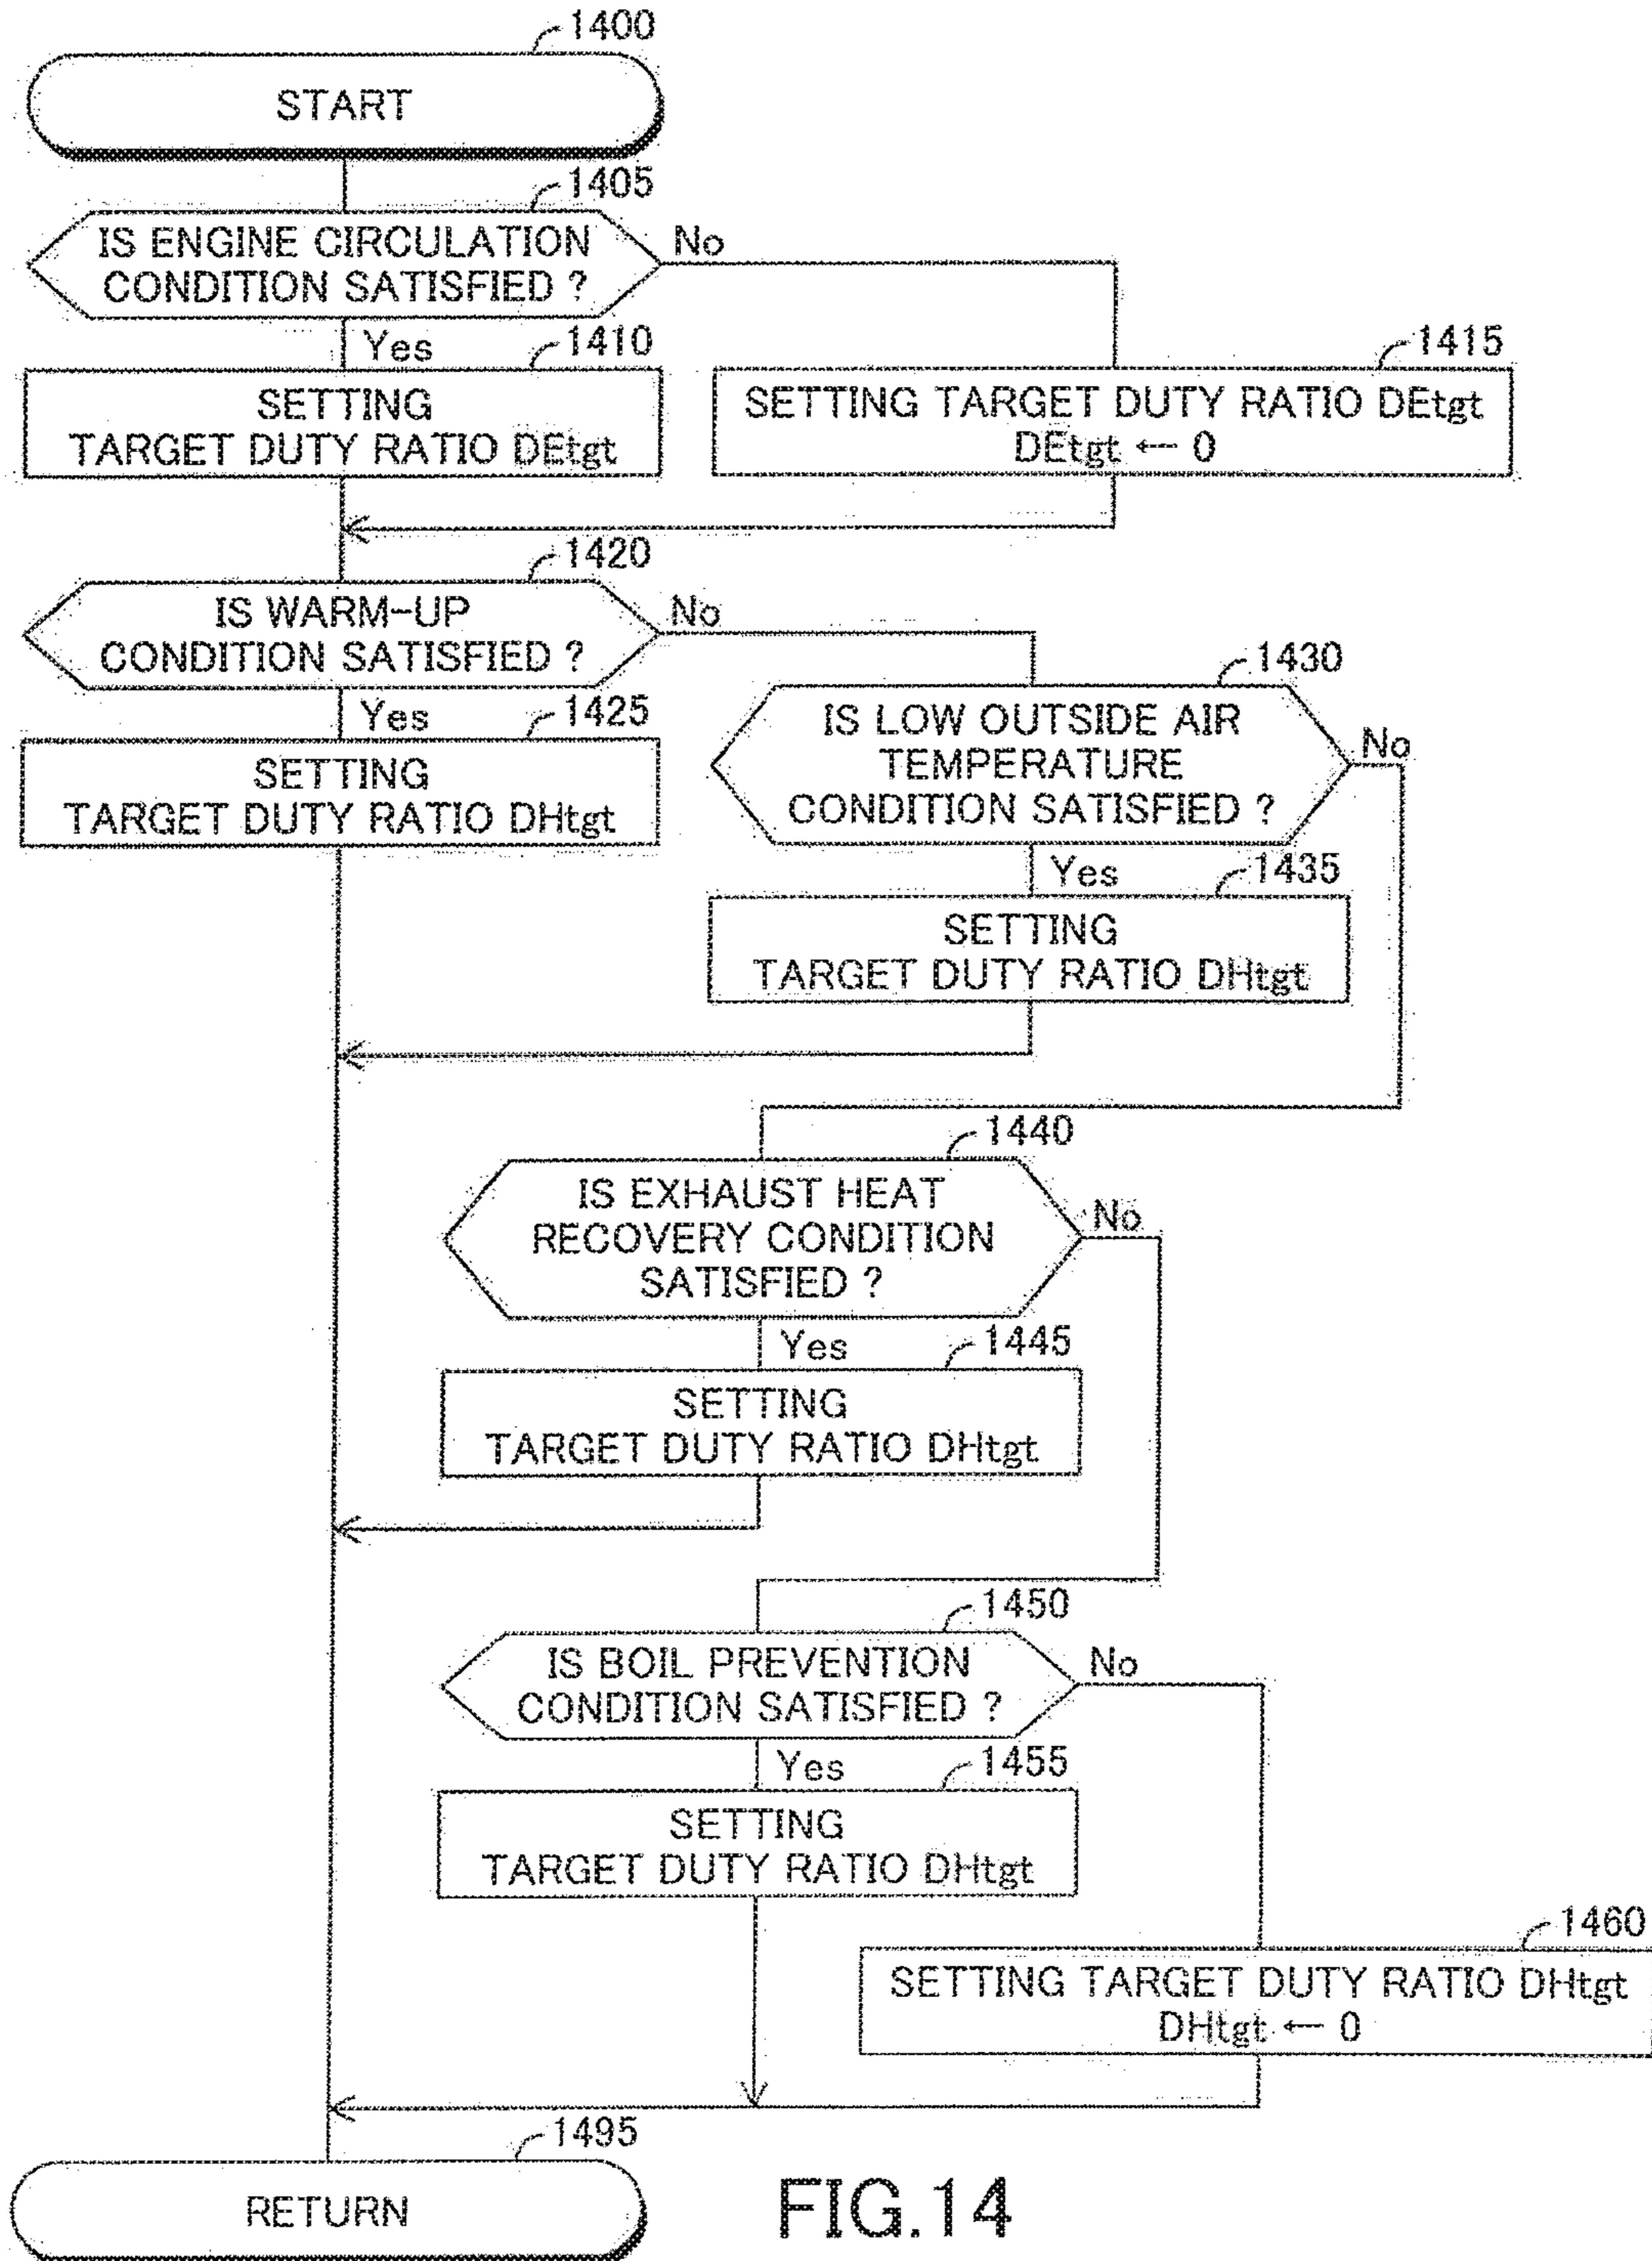 1400
START
1405
IS ENGINE CIRCULATION
CONDITION SATISFIED ?
No
Yes
1410
SETTING
TARGET DUTY RATIO DEtgt
1415
SETTING TARGET DUTY RATIO DEtgt
DEtgt ← 0
1420
IS WARM-UP
CONDITION SATISFIED ?
No
Yes
1425
SETTING
TARGET DUTY RATIO DHtgt
1430
IS LOW OUTSIDE AIR
TEMPERATURE
CONDITION SATISFIED ?
No
Yes
1435
SETTING
TARGET DUTY RATIO DHtgt
1440
IS EXHAUST HEAT
RECOVERY CONDITION
SATISFIED ?
No
Yes
1445
SETTING
TARGET DUTY RATIO DHtgt
1450
IS BOIL PREVENTION
CONDITION SATISFIED ?
No
Yes
1455
SETTING
TARGET DUTY RATIO DHtgt
1460
SETTING TARGET DUTY RATIO DHtgt
DHtgt ← 0
1495
RETURN
FIG.14